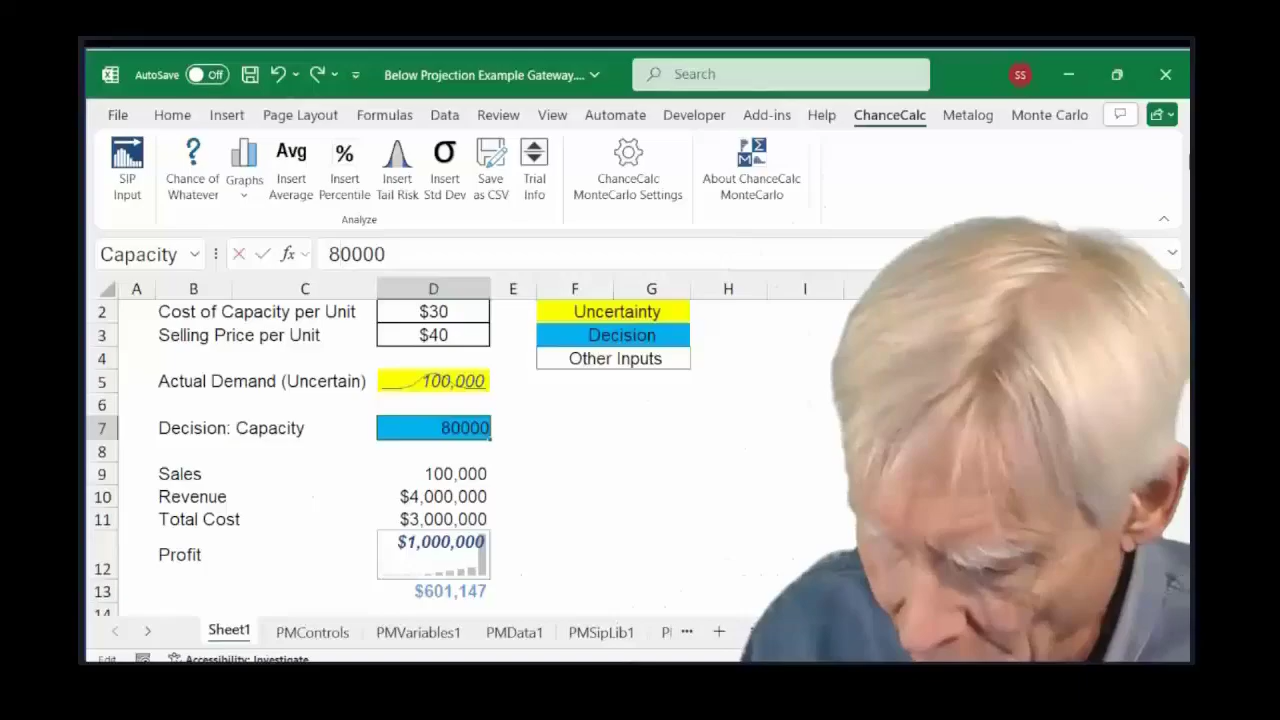 AutoSave Off Below Projection Example Gateway.... Search SS
File Home Insert Page Layout Formulas Data Review View Automate Developer Add-ins Help ChanceCalc Metalog Monte Carlo
SIP Input
Chance of Whatever
Graphs
Avg Insert Average
% Insert Percentile
Insert Tail Risk
σ Insert Std Dev
Save as CSV
Trial Info
ChanceCalc MonteCarlo Settings
About ChanceCalc MonteCarlo
Analyze
Capacity fx 80000
A B C D E F G H I
2 Cost of Capacity per Unit $30 Uncertainty
3 Selling Price per Unit $40 Decision
4 Other Inputs
5 Actual Demand (Uncertain) 100,000
6
7 Decision: Capacity 80000
8
9 Sales 100,000
10 Revenue $4,000,000
11 Total Cost $3,000,000
12 Profit $1,000,000
13 $601,147
14
Sheet1 PMControls PMVariables1 PMData1 PMSipLib1 ... +
Edit Accessibility: Investigate